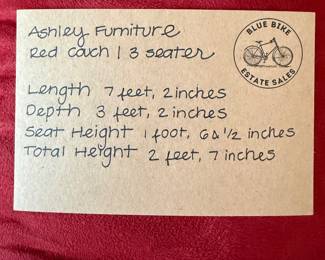 Ashley Furniture
Red Couch | 3 seater
BLUE BIKE
ESTATE SALES
Length 7 feet, 2 inches
Depth 3 feet, 2 inches
Seat Height 1 foot, 6 & 1/2 inches
Total Height 2 feet, 7 inches